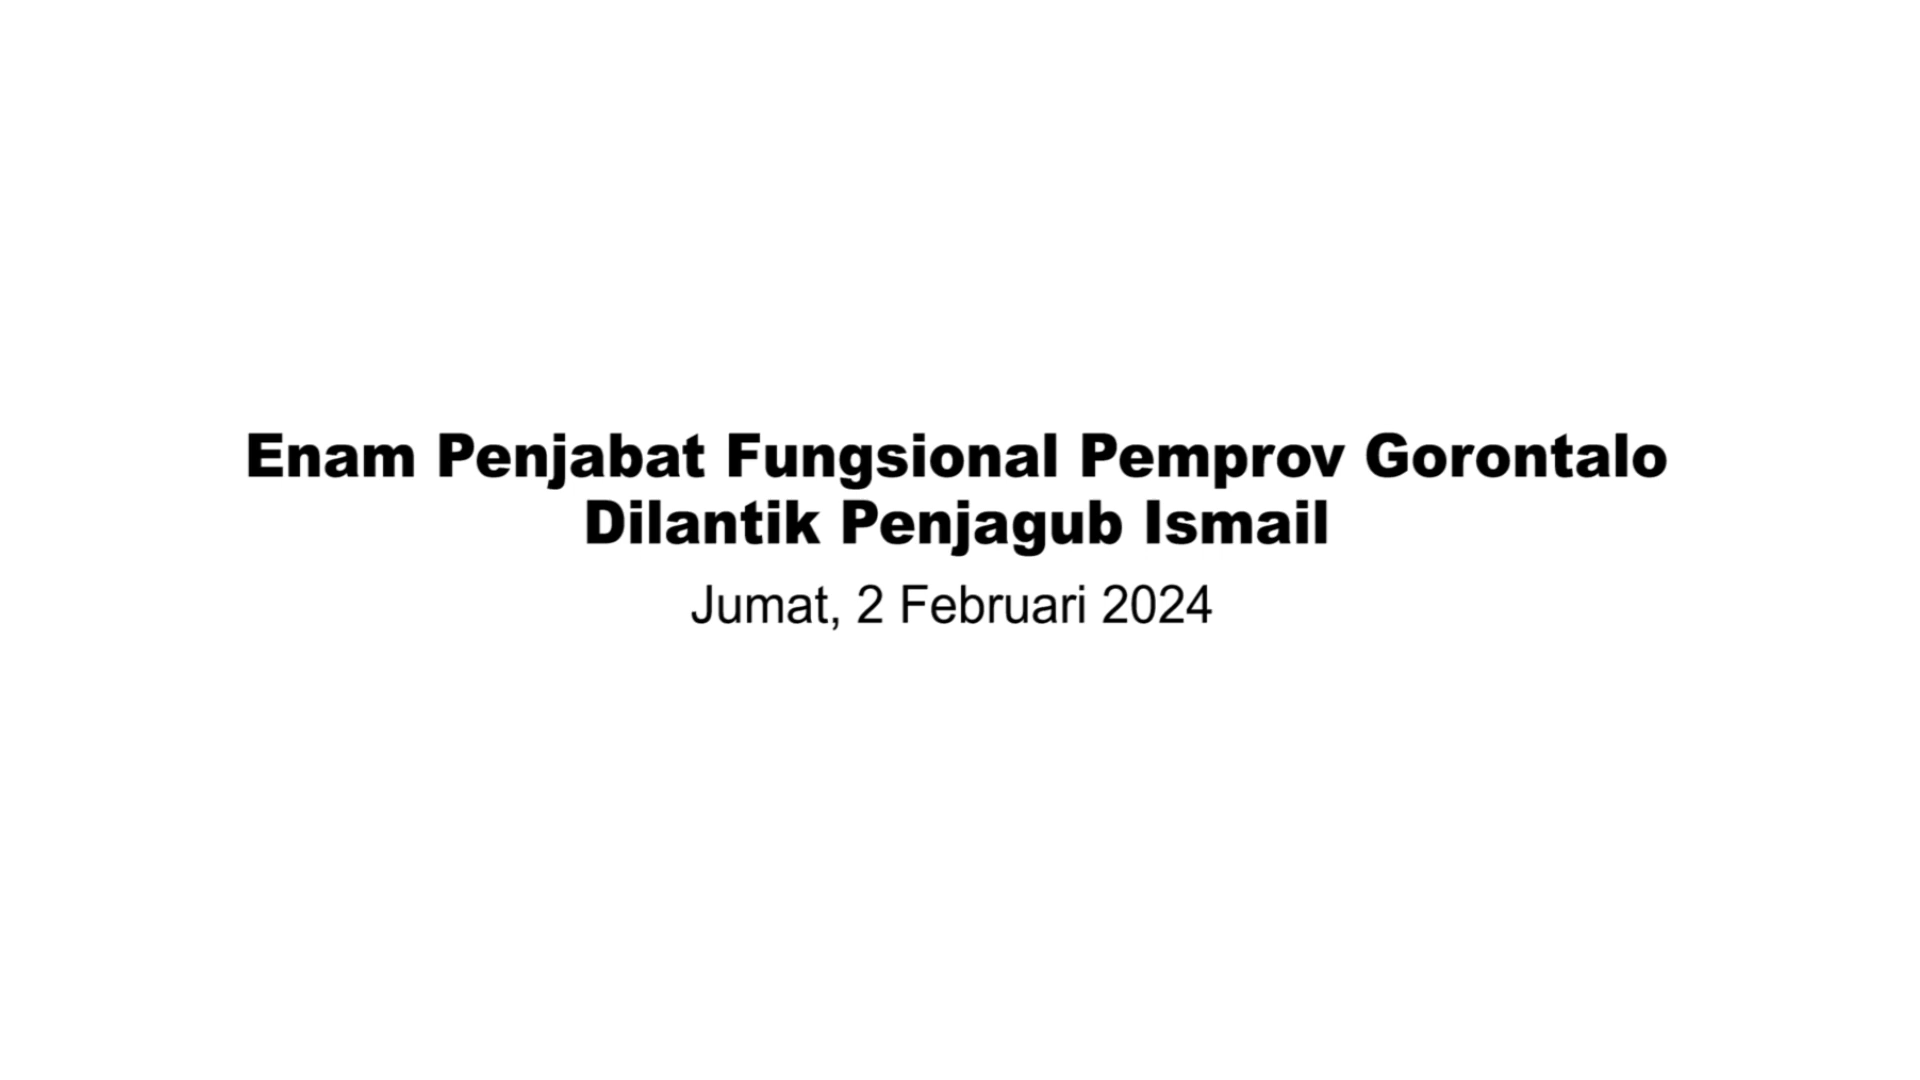 Enam Penjabat Fungsional Pemprov Gorontalo
Dilantik Penjagub Ismail
Jumat, 2 Februari 2024